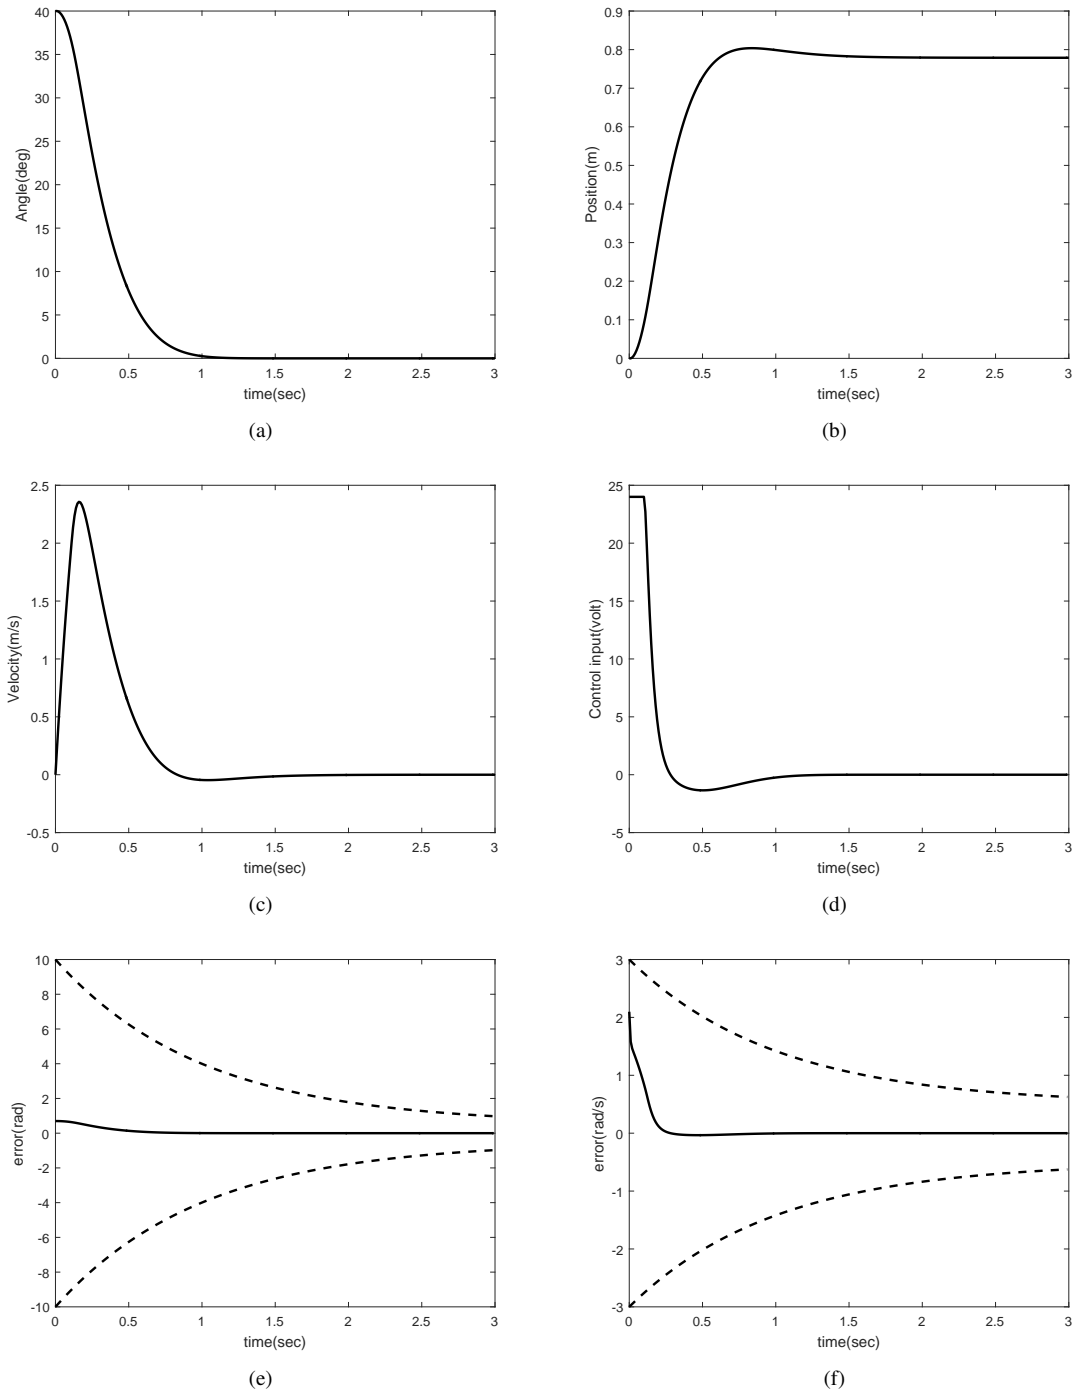 40
35
30
25
20
15
10
5
0
Angle(deg)
0 0.5 1 1.5 2 2.5 3
time(sec)
(a)
0.9
0.8
0.7
0.6
0.5
0.4
0.3
0.2
0.1
0
Position(m)
0 0.5 1 1.5 2 2.5 3
time(sec)
(b)
2.5
2
1.5
1
0.5
0
-0.5
Velocity(m/s)
0 0.5 1 1.5 2 2.5 3
time(sec)
(c)
25
20
15
10
5
0
-5
Control input(volt)
0 0.5 1 1.5 2 2.5 3
time(sec)
(d)
10
8
6
4
2
0
-2
-4
-6
-8
-10
error(rad)
0 0.5 1 1.5 2 2.5 3
time(sec)
(e)
3
2
1
0
-1
-2
-3
error(rad/s)
0 0.5 1 1.5 2 2.5 3
time(sec)
(f)